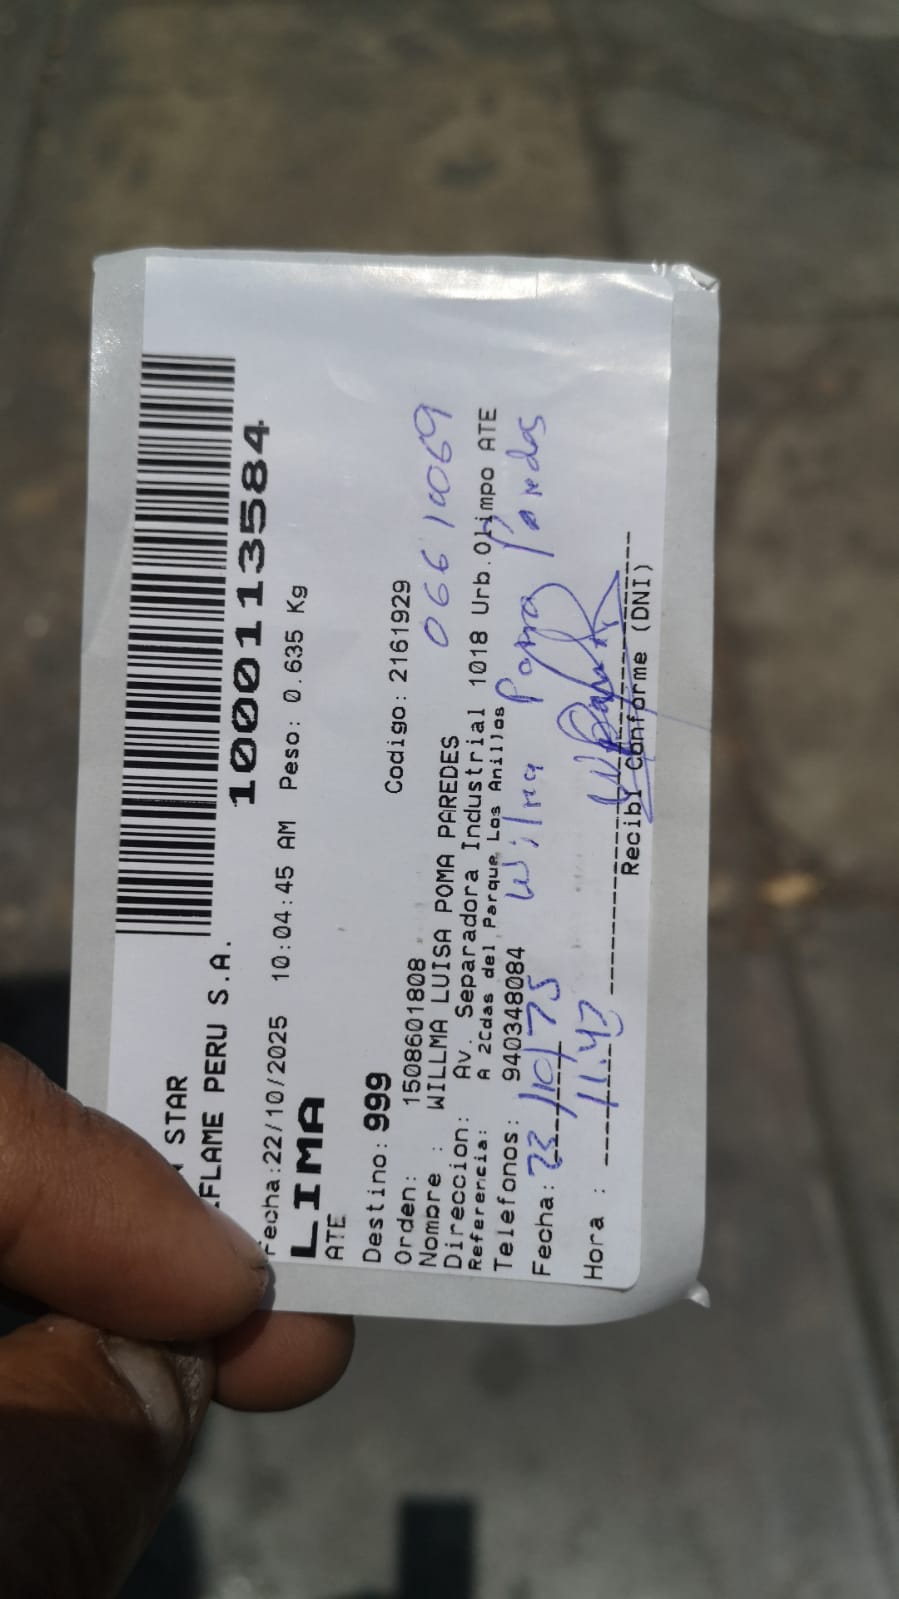 STAR
FLAME PERU S.A.
1000113584
Fecha:22/10/2025 10:04:45 AM Peso: 0.635 Kg
LIMA
ATE
Destino: 999
Orden: 1508601808 Codigo: 2161929
Nombre : WILLMA LUISA POMA PAREDES 06610069
Direccion: Av. Separadora Industrial 1018 Urb.Olimpo ATE
Referencia: A 2Cdas del Parque Los Anillos
Telefonos: 940348084 Wilma Poma Paredes
Fecha: 23/10/25
Hora : 11:43
Recibi Conforme (DNI)